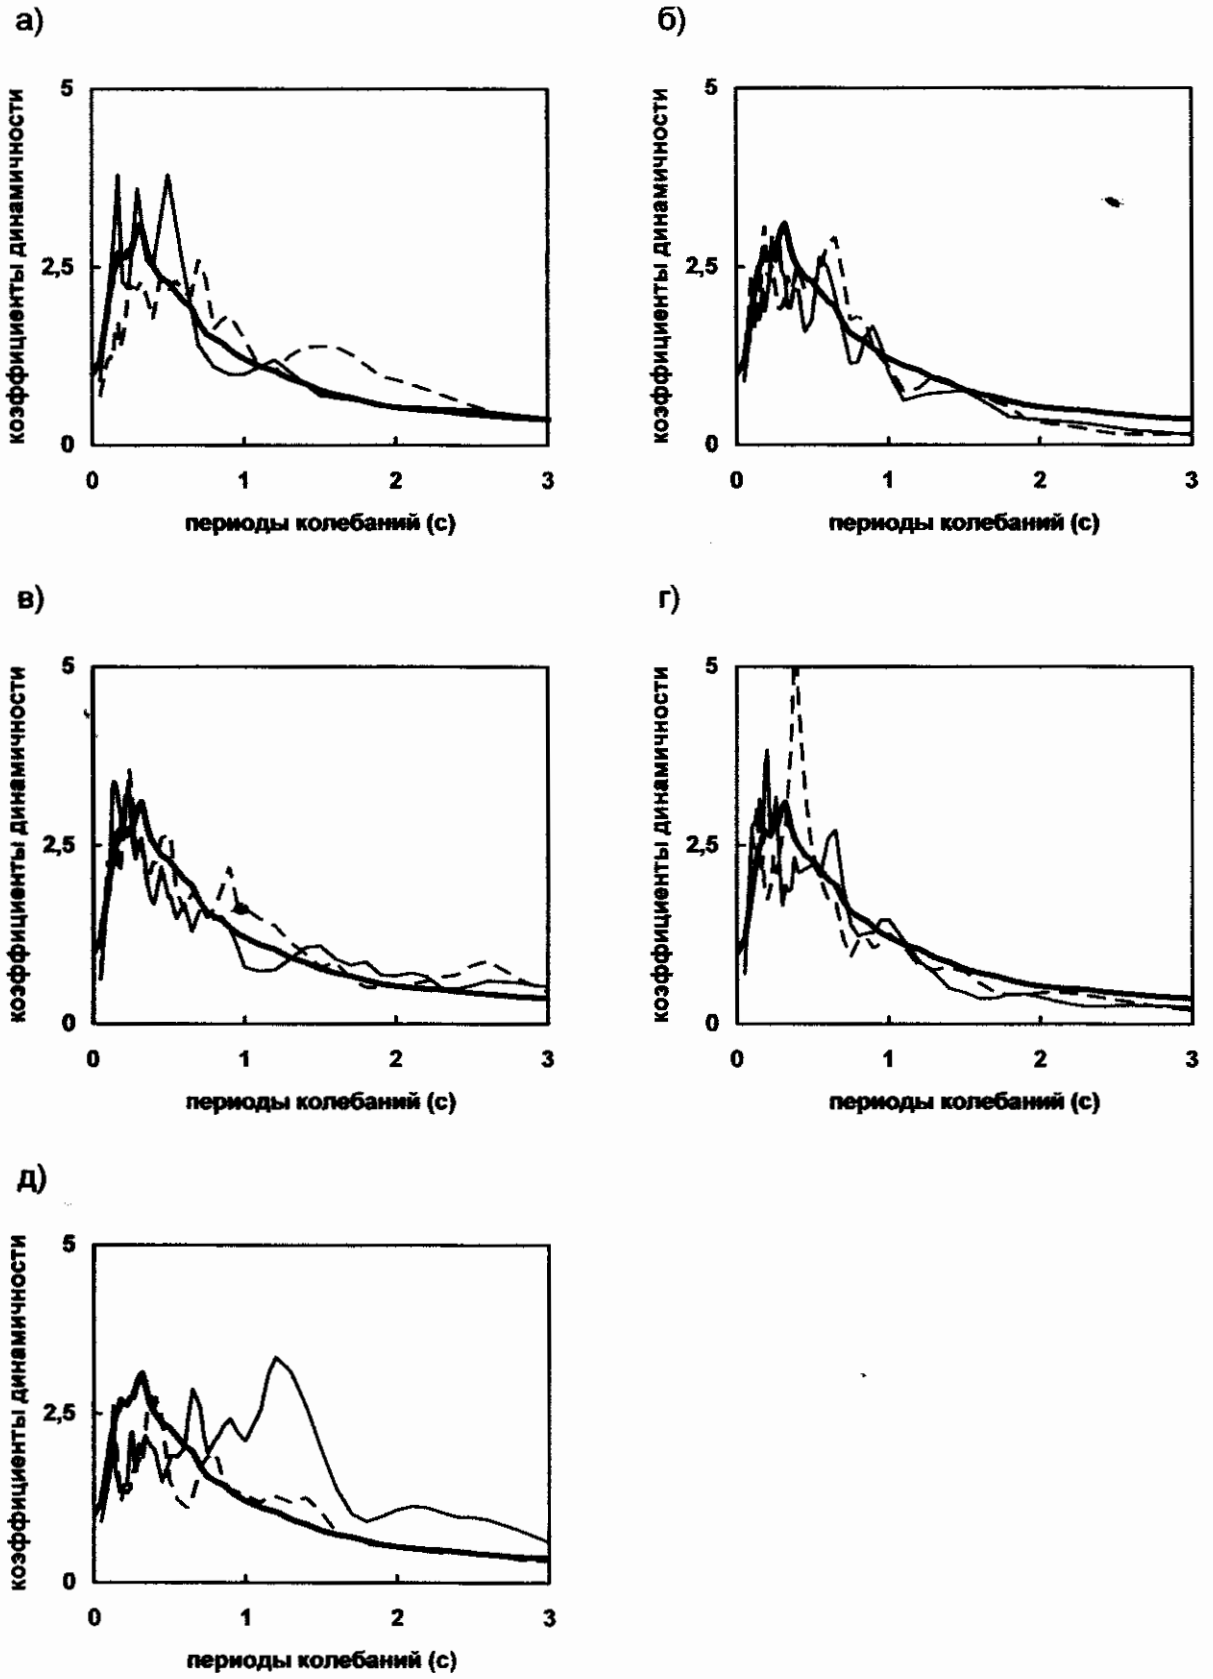 а)
коэффициенты динамичности
5
2,5
0
0 1 2 3
периоды колебаний (с)
б)
коэффициенты динамичности
5
2,5
0
0 1 2 3
периоды колебаний (с)
в)
коэффициенты динамичности
5
2,5
0
0 1 2 3
периоды колебаний (с)
г)
коэффициенты динамичности
5
2,5
0
0 1 2 3
периоды колебаний (с)
д)
коэффициенты динамичности
5
2,5
0
0 1 2 3
периоды колебаний (с)